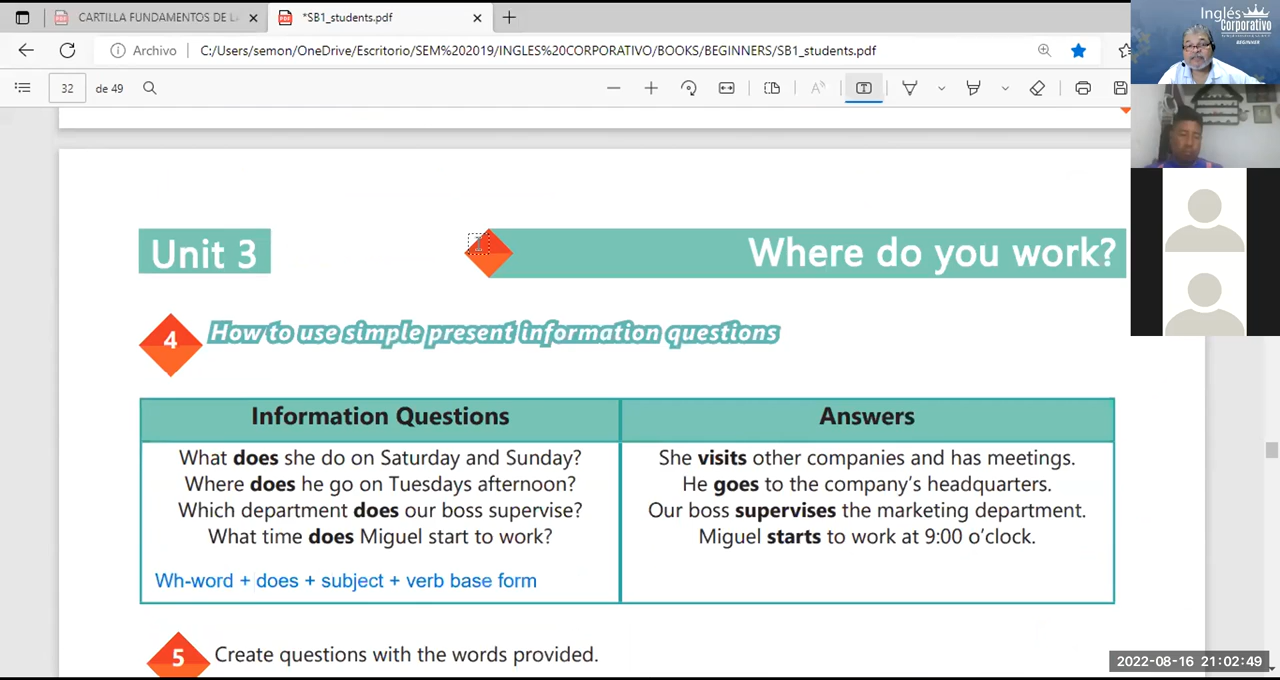 CARTILLA FUNDAMENTOS DE L
*SB1_students.pdf
Archivo
C:/Users/semon/OneDrive/Escritorio/SEM%202019/INGLES%20CORPORATIVO/BOOKS/BEGINNERS/SB1_students.pdf
32
de 49
Inglés
Corporativo
BEGINNER
Unit 3
Where do you work?
4
How to use simple present information questions
Information Questions
Answers
What does she do on Saturday and Sunday?
She visits other companies and has meetings.
Where does he go on Tuesdays afternoon?
He goes to the company's headquarters.
Which department does our boss supervise?
Our boss supervises the marketing department.
What time does Miguel start to work?
Miguel starts to work at 9:00 o'clock.
Wh-word + does + subject + verb base form
5
Create questions with the words provided.
2022-08-16 21:02:49